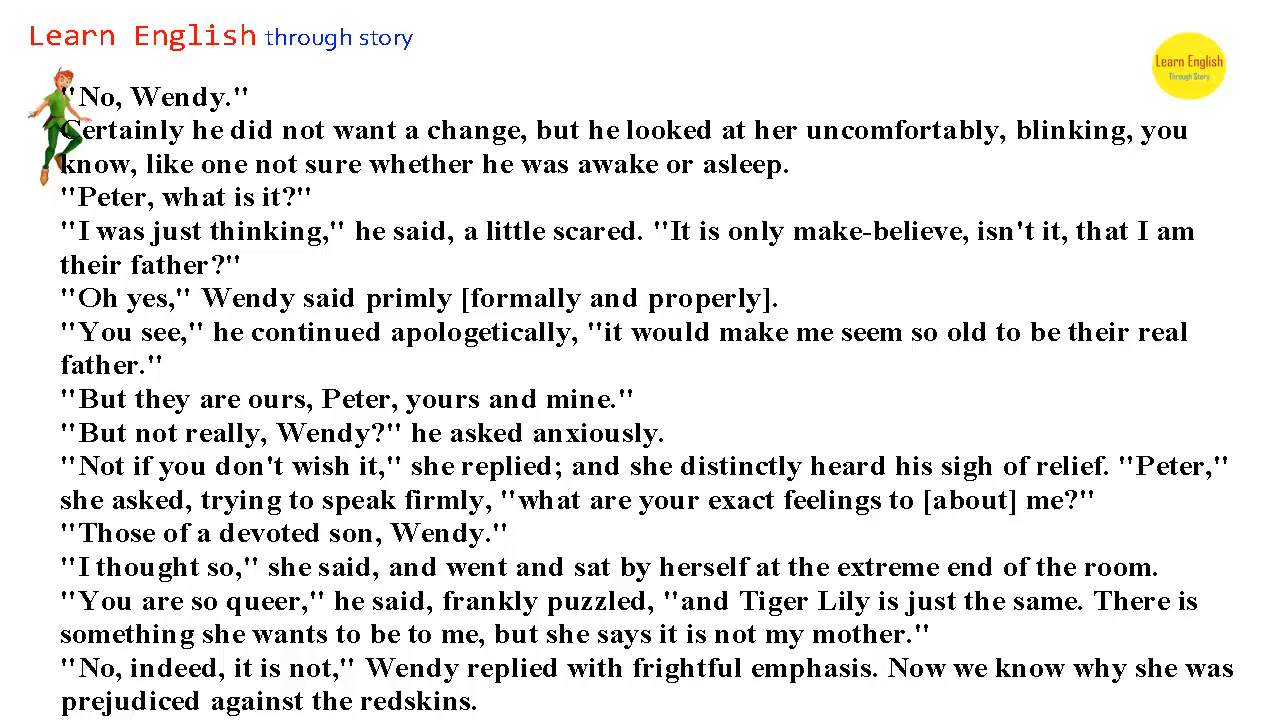 Learn English through story
Learn English
Through Story
"No, Wendy."
Certainly he did not want a change, but he looked at her uncomfortably, blinking, you
know, like one not sure whether he was awake or asleep.
"Peter, what is it?"
"I was just thinking," he said, a little scared. "It is only make-believe, isn't it, that I am
their father?"
"Oh yes," Wendy said primly [formally and properly].
"You see," he continued apologetically, "it would make me seem so old to be their real
father."
"But they are ours, Peter, yours and mine."
"But not really, Wendy?" he asked anxiously.
"Not if you don't wish it," she replied; and she distinctly heard his sigh of relief. "Peter,"
she asked, trying to speak firmly, "what are your exact feelings to [about] me?"
"Those of a devoted son, Wendy."
"I thought so," she said, and went and sat by herself at the extreme end of the room.
"You are so queer," he said, frankly puzzled, "and Tiger Lily is just the same. There is
something she wants to be to me, but she says it is not my mother."
"No, indeed, it is not," Wendy replied with frightful emphasis. Now we know why she was
prejudiced against the redskins.